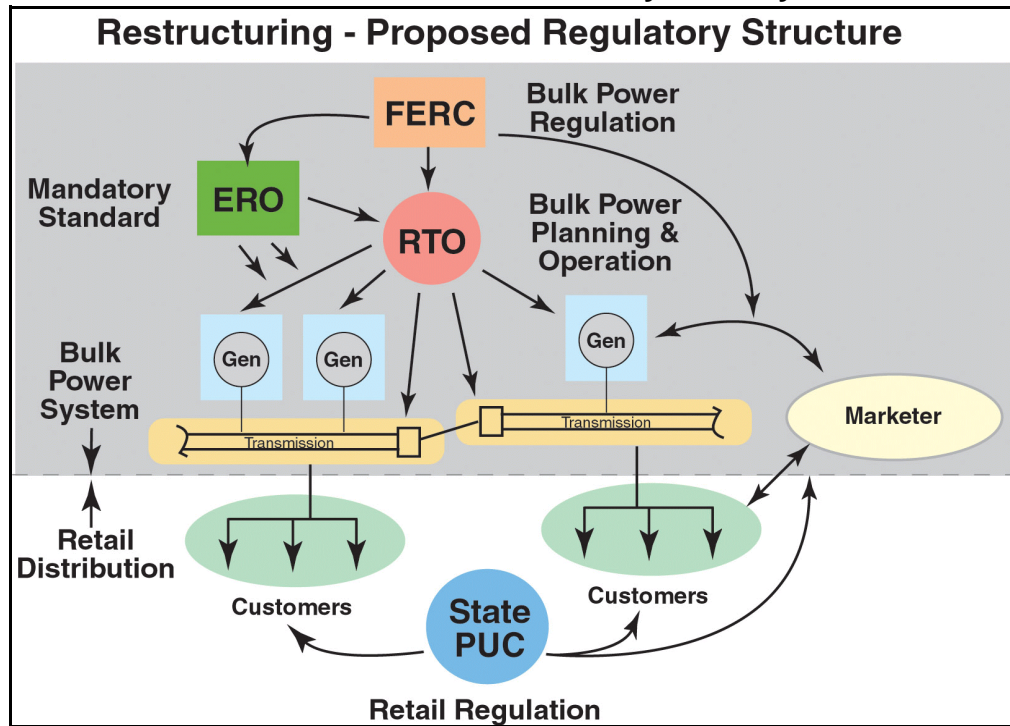 Restructuring - Proposed Regulatory Structure
FERC
Bulk Power
Regulation
Mandatory
Standard
ERO
RTO
Bulk Power
Planning &
Operation
Bulk
Power
System
Gen
Gen
Gen
Transmission
Transmission
Marketer
Retail
Distribution
Customers
Customers
State
PUC
Retail Regulation